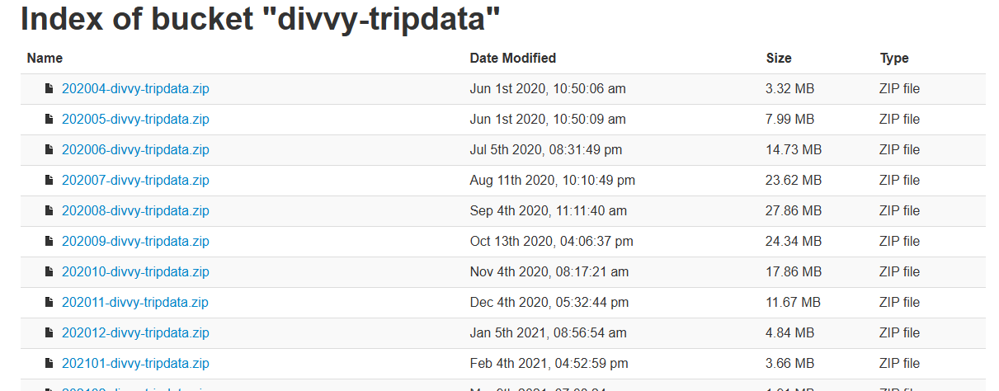 Index of bucket "divvy-tripdata"
Name Date Modified Size Type
202004-divvy-tripdata.zip Jun 1st 2020, 10:50:06 am 3.32 MB ZIP file
202005-divvy-tripdata.zip Jun 1st 2020, 10:50:09 am 7.99 MB ZIP file
202006-divvy-tripdata.zip Jul 5th 2020, 08:31:49 pm 14.73 MB ZIP file
202007-divvy-tripdata.zip Aug 11th 2020, 10:10:49 pm 23.62 MB ZIP file
202008-divvy-tripdata.zip Sep 4th 2020, 11:11:40 am 27.86 MB ZIP file
202009-divvy-tripdata.zip Oct 13th 2020, 04:06:37 pm 24.34 MB ZIP file
202010-divvy-tripdata.zip Nov 4th 2020, 08:17:21 am 17.86 MB ZIP file
202011-divvy-tripdata.zip Dec 4th 2020, 05:32:44 pm 11.67 MB ZIP file
202012-divvy-tripdata.zip Jan 5th 2021, 08:56:54 am 4.84 MB ZIP file
202101-divvy-tripdata.zip Feb 4th 2021, 04:52:59 pm 3.66 MB ZIP file